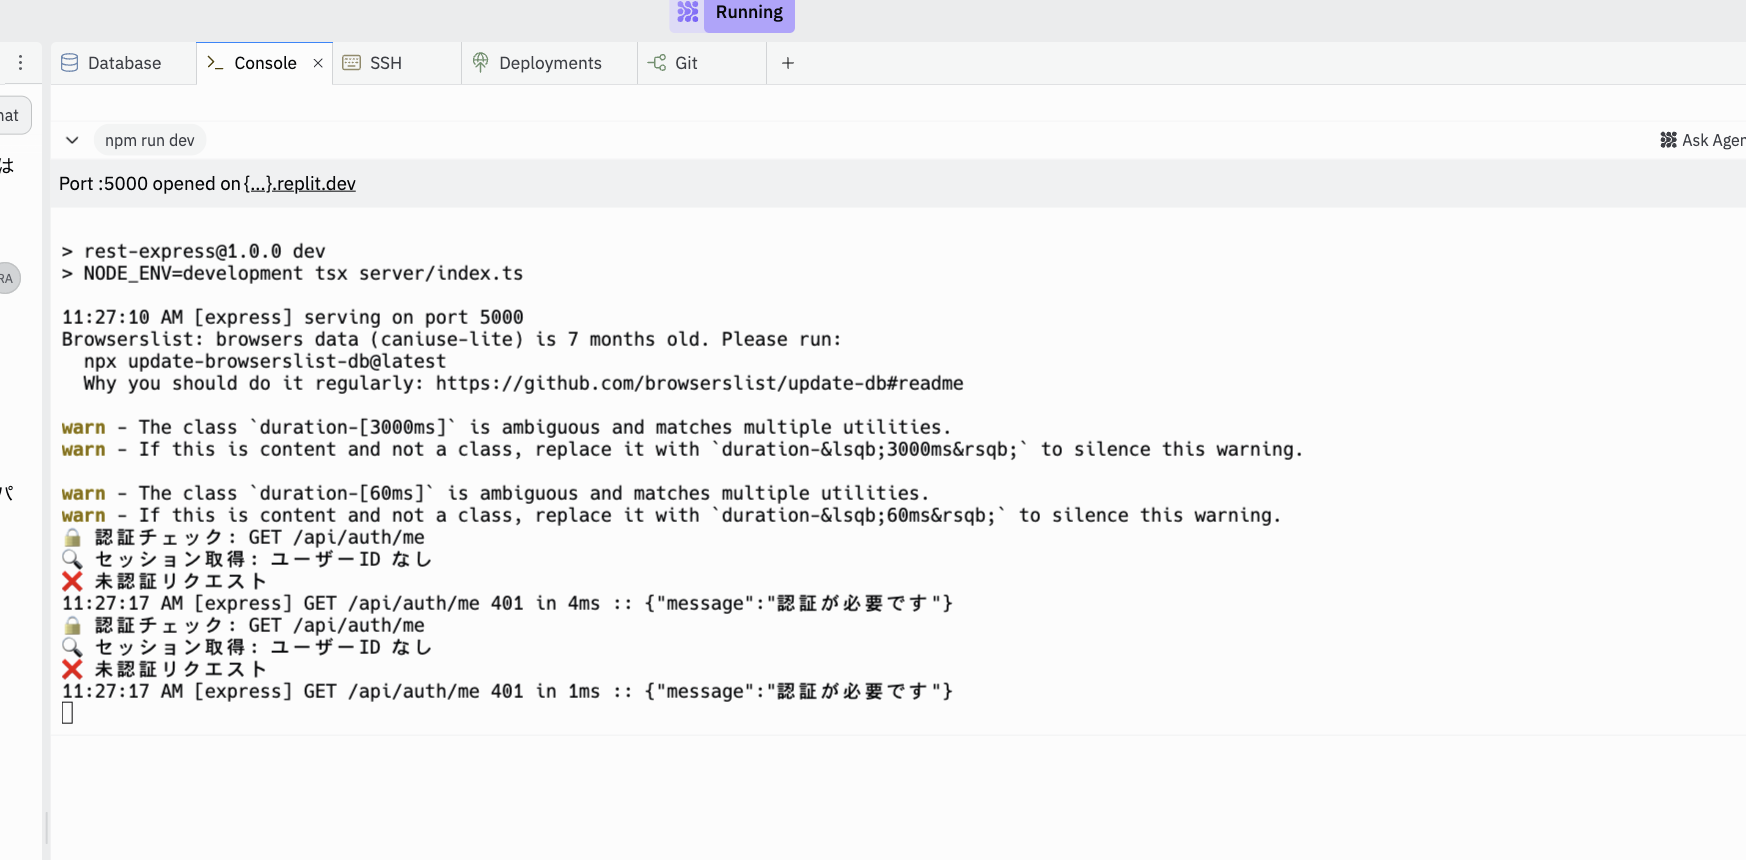 Running
Database
Console
SSH
Deployments
Git
hat
npm run dev
Ask Agen
は
Port :5000 opened on {...}.replit.dev
> rest-express@1.0.0 dev
RA
> NODE_ENV=development tsx server/index.ts
11:27:10 AM [express] serving on port 5000
Browserslist: browsers data (caniuse-lite) is 7 months old. Please run:
npx update-browserslist-db@latest
Why you should do it regularly: https://github.com/browserslist/update-db#readme
warn - The class `duration-[3000ms]` is ambiguous and matches multiple utilities.
warn - If this is content and not a class, replace it with `duration-&lsqb;3000ms&rsqb;` to silence this warning.
パ
warn - The class `duration-[60ms]` is ambiguous and matches multiple utilities.
warn - If this is content and not a class, replace it with `duration-&lsqb;60ms&rsqb;` to silence this warning.
🔒 認証チェック: GET /api/auth/me
🔍 セッション取得: ユーザーID なし
❌ 未認証リクエスト
11:27:17 AM [express] GET /api/auth/me 401 in 4ms :: {"message":"認証が必要です"}
🔒 認証チェック: GET /api/auth/me
🔍 セッション取得: ユーザーID なし
❌ 未認証リクエスト
11:27:17 AM [express] GET /api/auth/me 401 in 1ms :: {"message":"認証が必要です"}